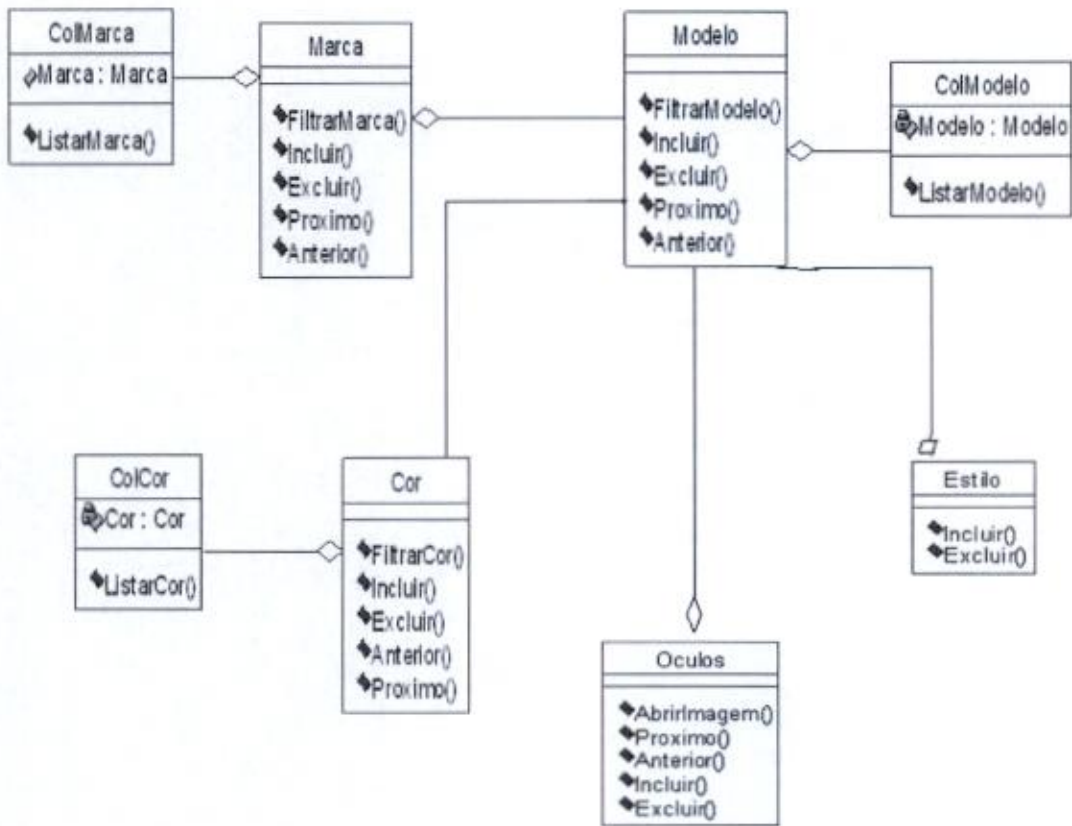 ColMarca
Marca : Marca
ListarMarca()
Marca
FiltrarMarca()
Incluir()
Excluir()
Proximo()
Anterior()
Modelo
FiltrarModelo()
Incluir()
Excluir()
Proximo()
Anterior()
ColModelo
Modelo : Modelo
ListarModelo()
ColCor
Cor : Cor
ListarCor()
Cor
FiltrarCor()
Incluir()
Excluir()
Anterior()
Proximo()
Estilo
Incluir()
Excluir()
Oculos
AbrirImagem()
Proximo()
Anterior()
Incluir()
Excluir()